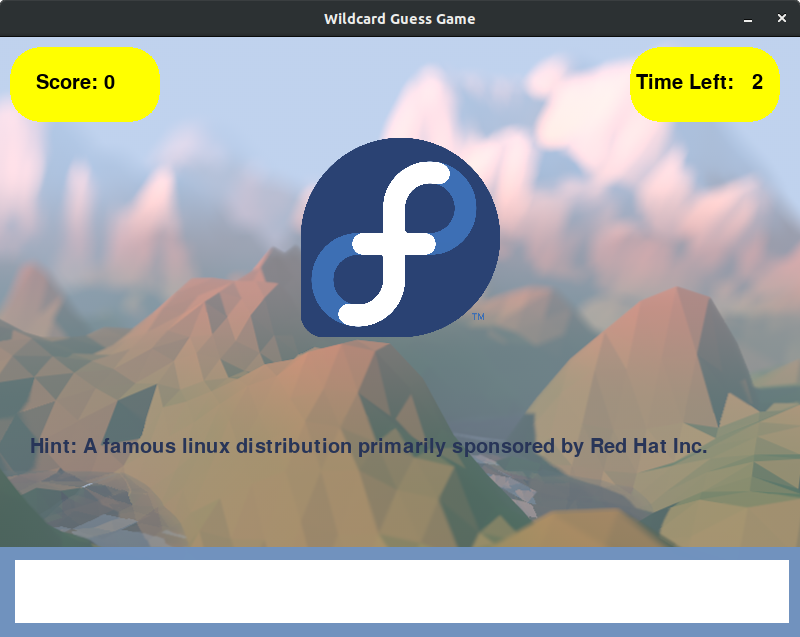 Wildcard Guess Game
Score: 0
Time Left: 2
TM
Hint: A famous linux distribution primarily sponsored by Red Hat Inc.